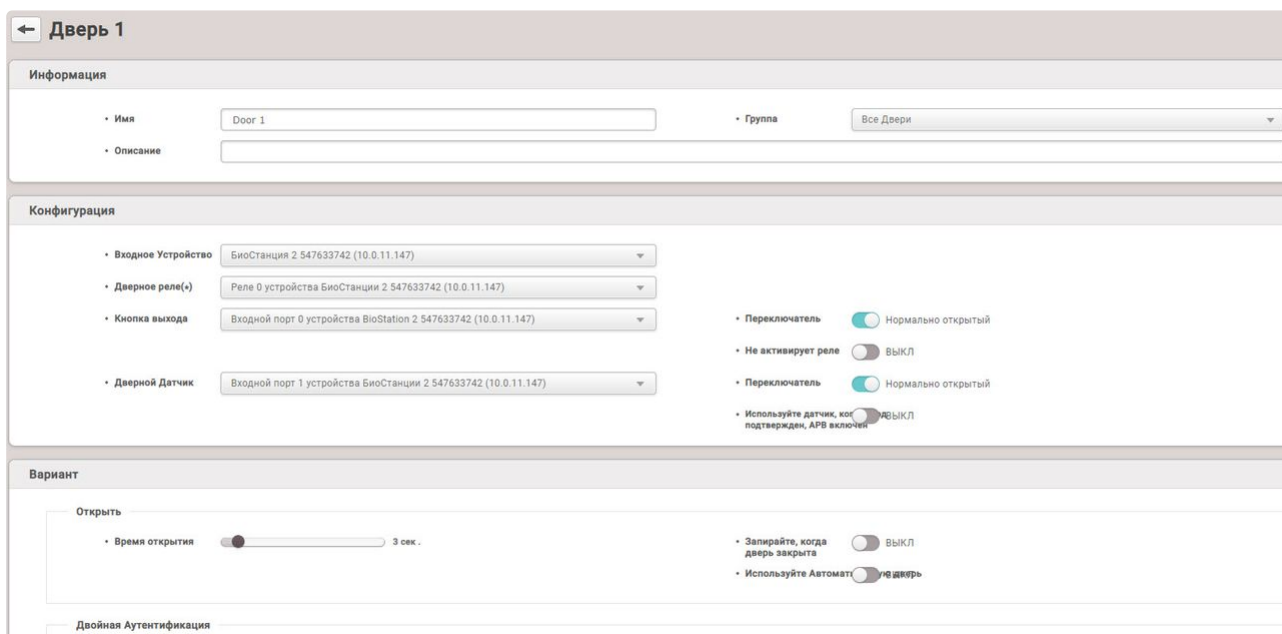 Дверь 1
Информация
Имя Door 1 Группа Все Двери
Описание
Конфигурация
Входное Устройство БиоСтанция 2 547633742 (10.0.11.147)
Дверное реле(*) Реле 0 устройства БиоСтанции 2 547633742 (10.0.11.147)
Кнопка выхода Входной порт 0 устройства BioStation 2 547633742 (10.0.11.147) Переключатель Нормально открытый
Не активирует реле ВЫКЛ
Дверной Датчик Входной порт 1 устройства БиоСтанции 2 547633742 (10.0.11.147) Переключатель Нормально открытый
Используйте датчик, ВЫКЛ
подтвержден, APB включен
Вариант
Открыть
Время открытия 3 сек . Запирайте, когда ВЫКЛ
дверь закрыта
Используйте дверь
Двойная Аутентификация